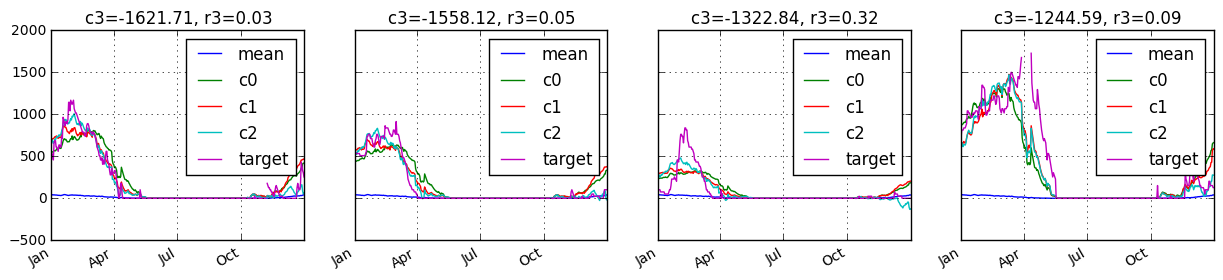 c3=-1621.71, r3=0.03
c3=-1558.12, r3=0.05
c3=-1322.84, r3=0.32
c3=-1244.59, r3=0.09
2000
1500
1000
500
0
-500
mean
c0
c1
c2
target
mean
c0
c1
c2
target
mean
c0
c1
c2
target
mean
c0
c1
c2
target
Jan
Apr
Jul
Oct
Jan
Apr
Jul
Oct
Jan
Apr
Jul
Oct
Jan
Apr
Jul
Oct